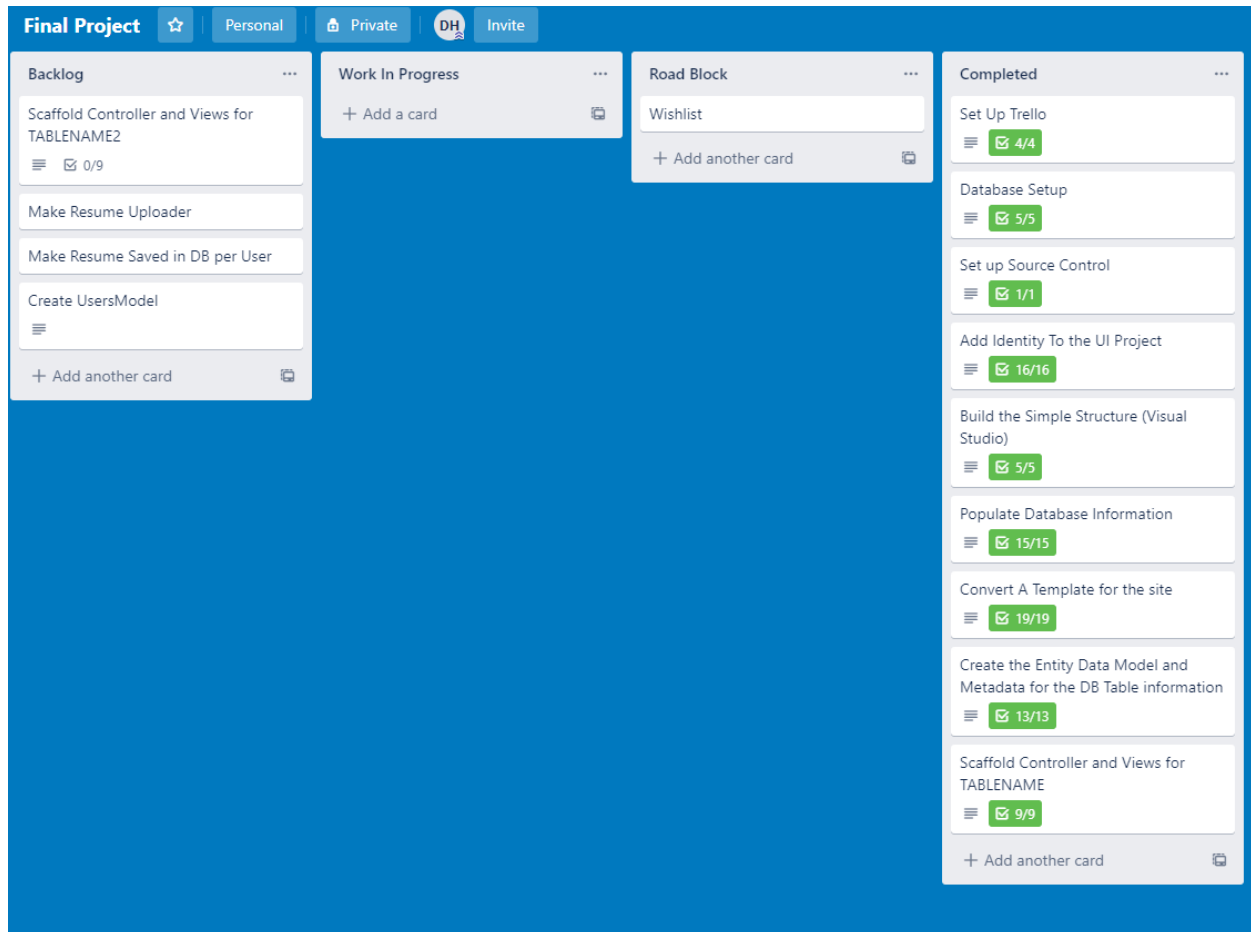 Final Project
Personal
Private
DH
Invite
Backlog
Scaffold Controller and Views for
TABLENAME2
0/9
Make Resume Uploader
Make Resume Saved in DB per User
Create UsersModel
+ Add another card
Work In Progress
+ Add a card
Road Block
Wishlist
+ Add another card
Completed
Set Up Trello
4/4
Database Setup
5/5
Set up Source Control
1/1
Add Identity To the UI Project
16/16
Build the Simple Structure (Visual
Studio)
5/5
Populate Database Information
15/15
Convert A Template for the site
19/19
Create the Entity Data Model and
Metadata for the DB Table information
13/13
Scaffold Controller and Views for
TABLENAME
9/9
+ Add another card